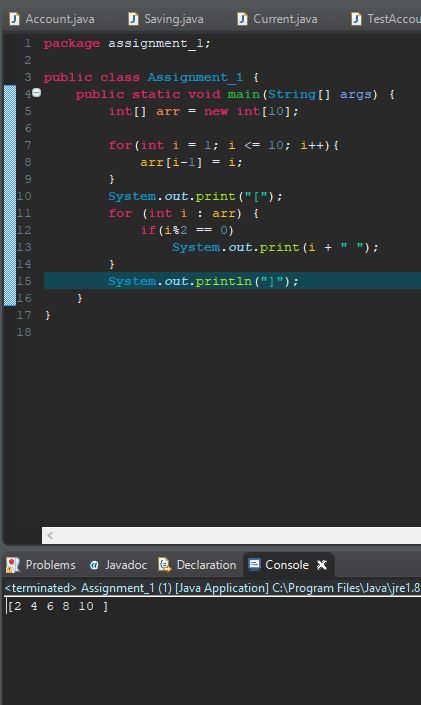 Account.java Saving.java Current.java TestAccou
1 package assignment_1;
2
3 public class Assignment_1 {
4 public static void main(String[] args) {
5 int[] arr = new int[10];
6
7 for(int i = 1; i <= 10; i++){
8 arr[i-1] = i;
9 }
10 System.out.print("[");
11 for (int i : arr) {
12 if(i%2 == 0)
13 System.out.print(i + " ");
14 }
15 System.out.println("]");
16 }
17 }
18
Problems @ Javadoc Declaration Console
<terminated> Assignment_1 (1) [Java Application] C:\Program Files\Java\jre1.8
[2 4 6 8 10 ]